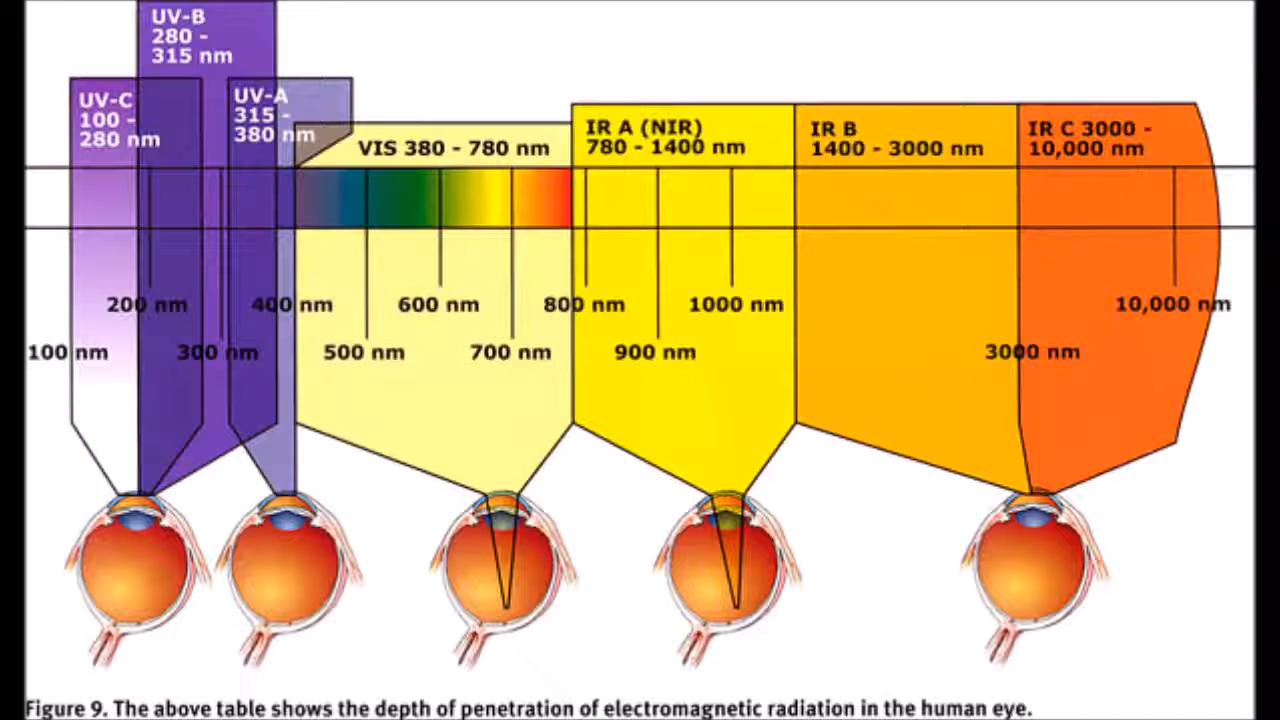 UV-B
280 -
315 nm
UV-C
100 -
280 nm
UV-A
315 -
380 nm
VIS 380 - 780 nm
IR A (NIR)
780 - 1400 nm
IR B
1400 - 3000 nm
IR C 3000 -
10,000 nm
200 nm
400 nm
600 nm
800 nm
1000 nm
10,000 nm
100 nm
300 nm
500 nm
700 nm
900 nm
3000 nm
Figure 9. The above table shows the depth of penetration of electromagnetic radiation in the human eye.